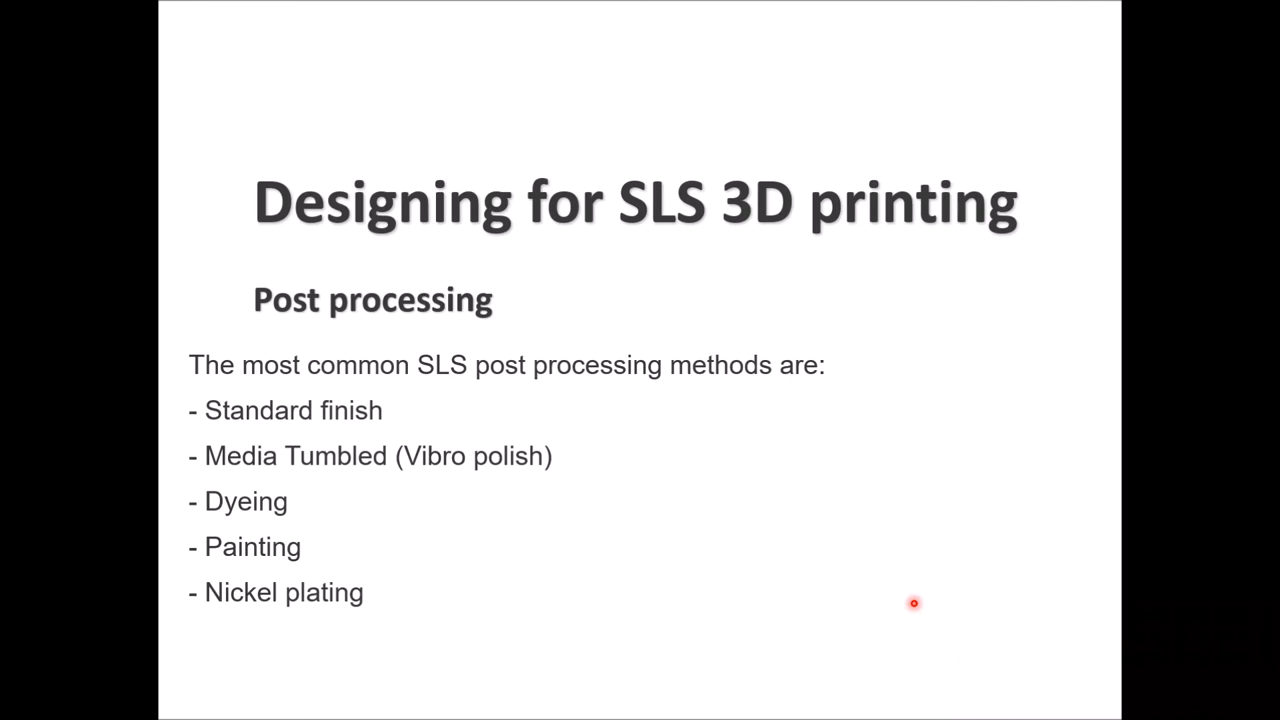 Designing for SLS 3D printing
Post processing
The most common SLS post processing methods are:
- Standard finish
- Media Tumbled (Vibro polish)
- Dyeing
- Painting
- Nickel plating